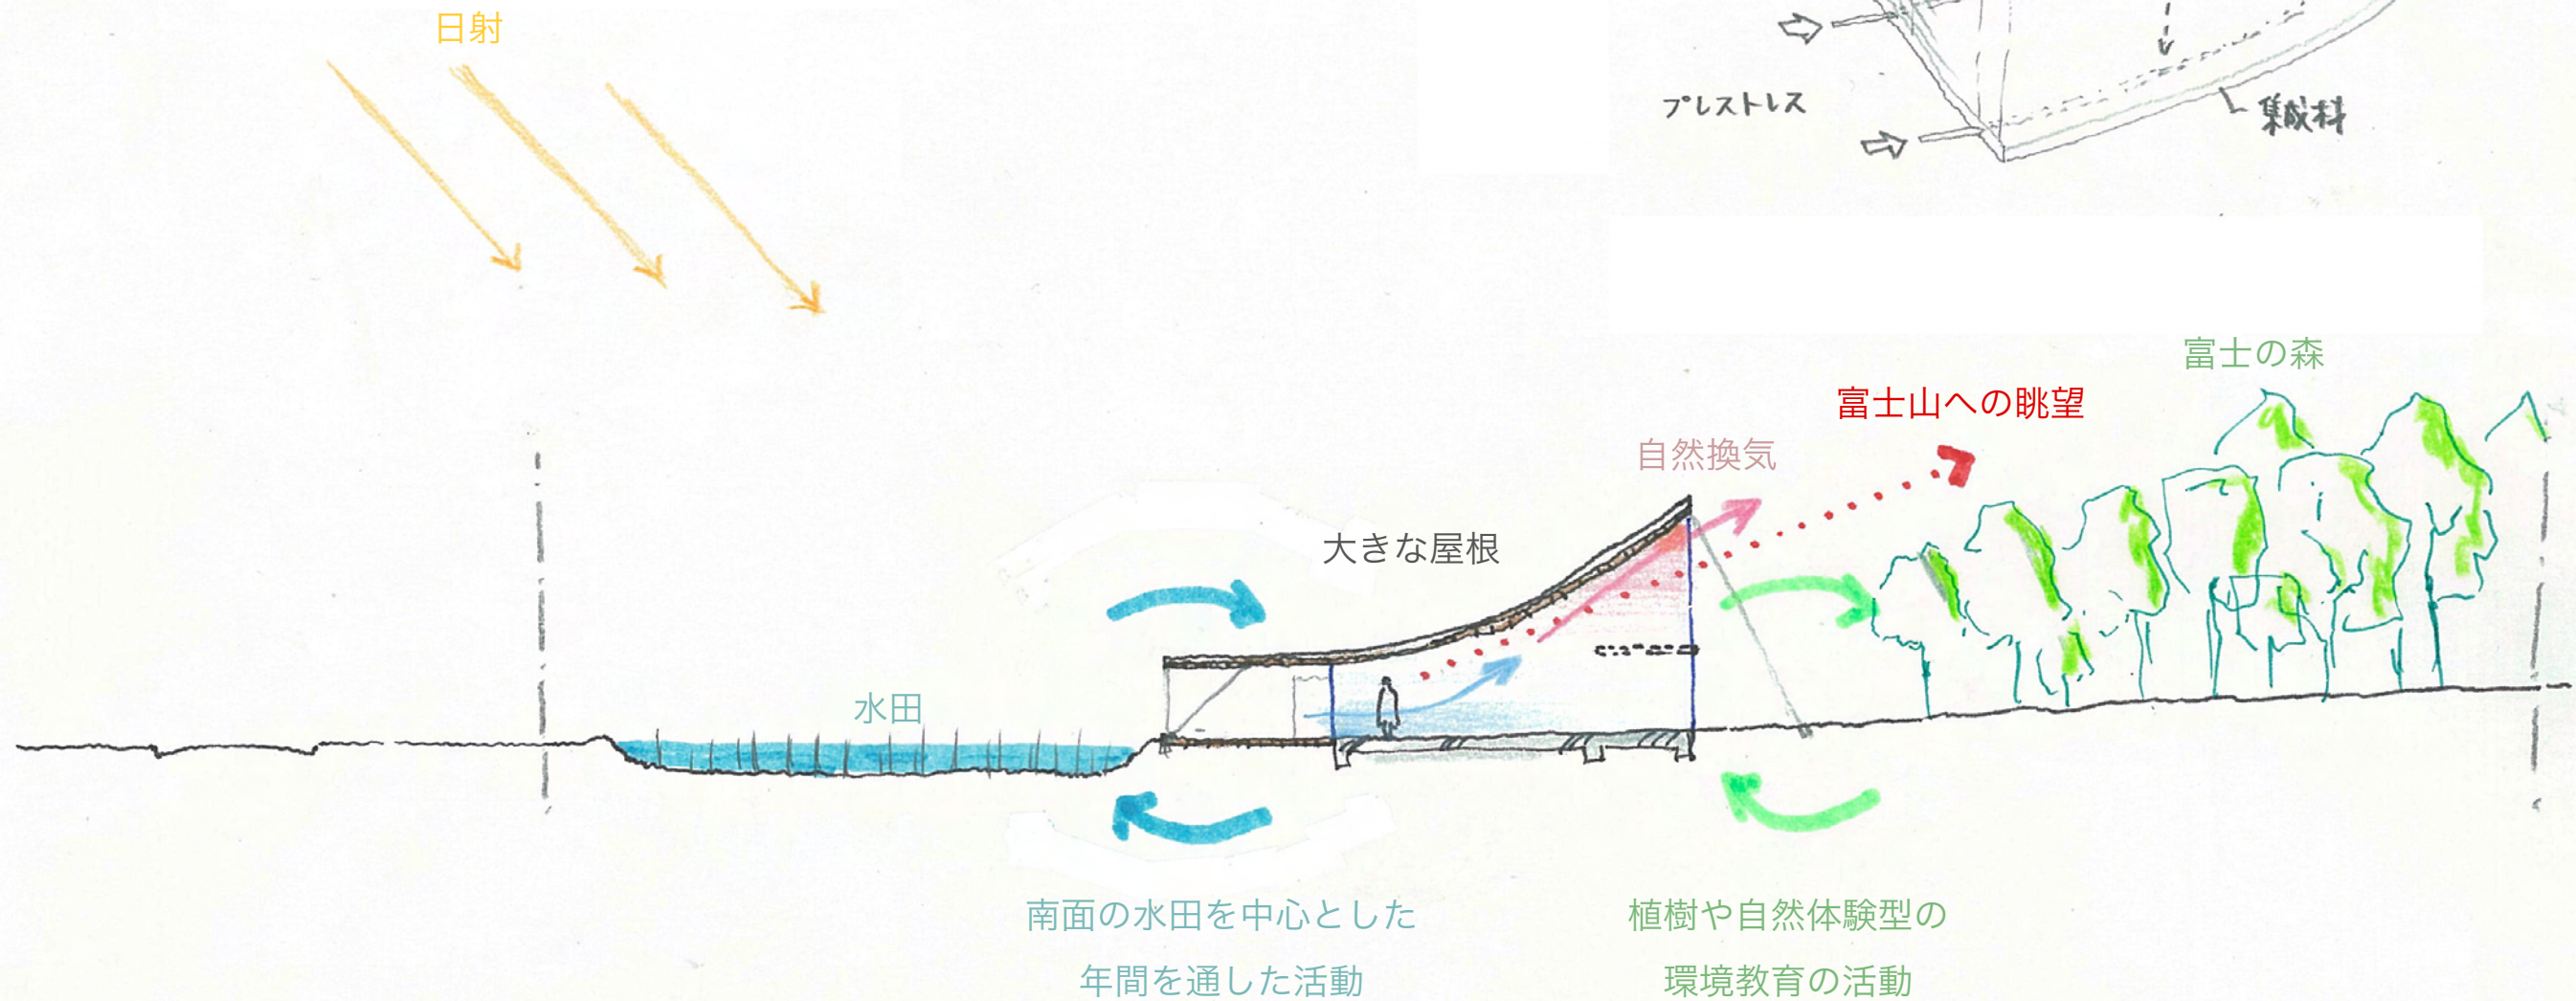 日射
プレストレス
集成材
富士の森
富士山への眺望
自然換気
大きな屋根
水田
南面の水田を中心とした
年間を通した活動
植樹や自然体験型の
環境教育の活動